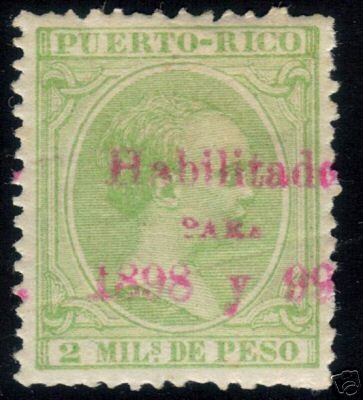 PUERTO-RICO
Habilitado
PARA
1898 y 99
2 MILS. DE PESO